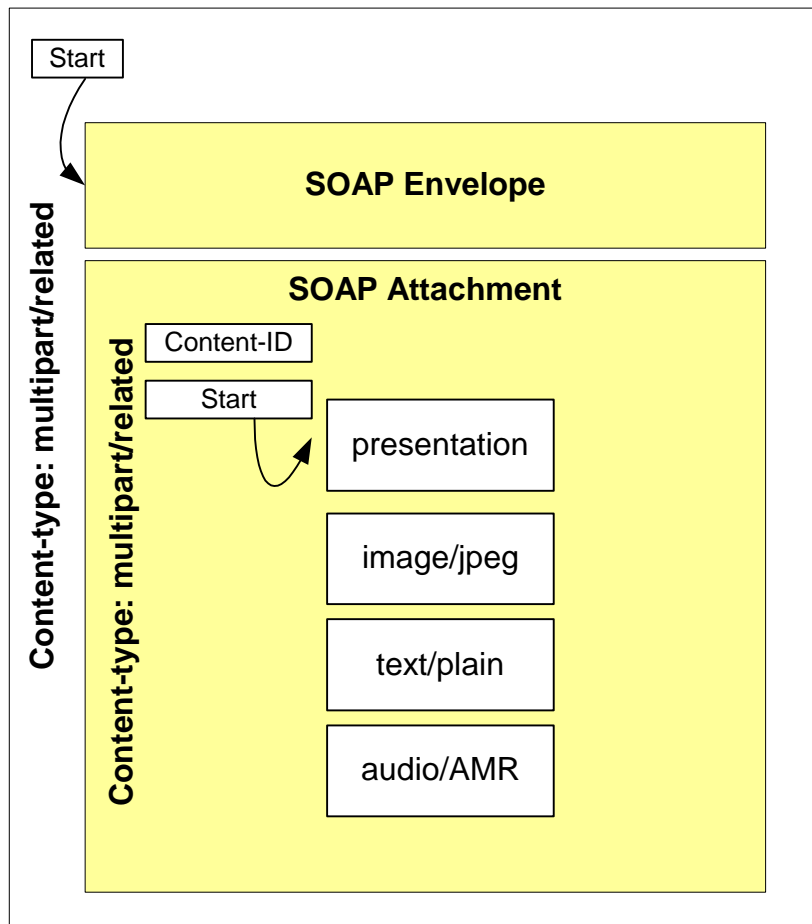 Start
SOAP Envelope
Content-type: multipart/related
SOAP Attachment
Content-type: multipart/related
Content-ID
Start
presentation
image/jpeg
text/plain
audio/AMR